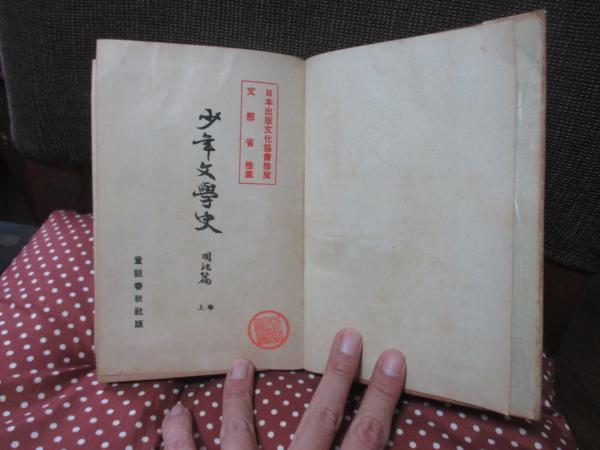 日本出版文化協會推薦
文部省推薦
少年文學史
明治篇
上卷
童話春秋社版